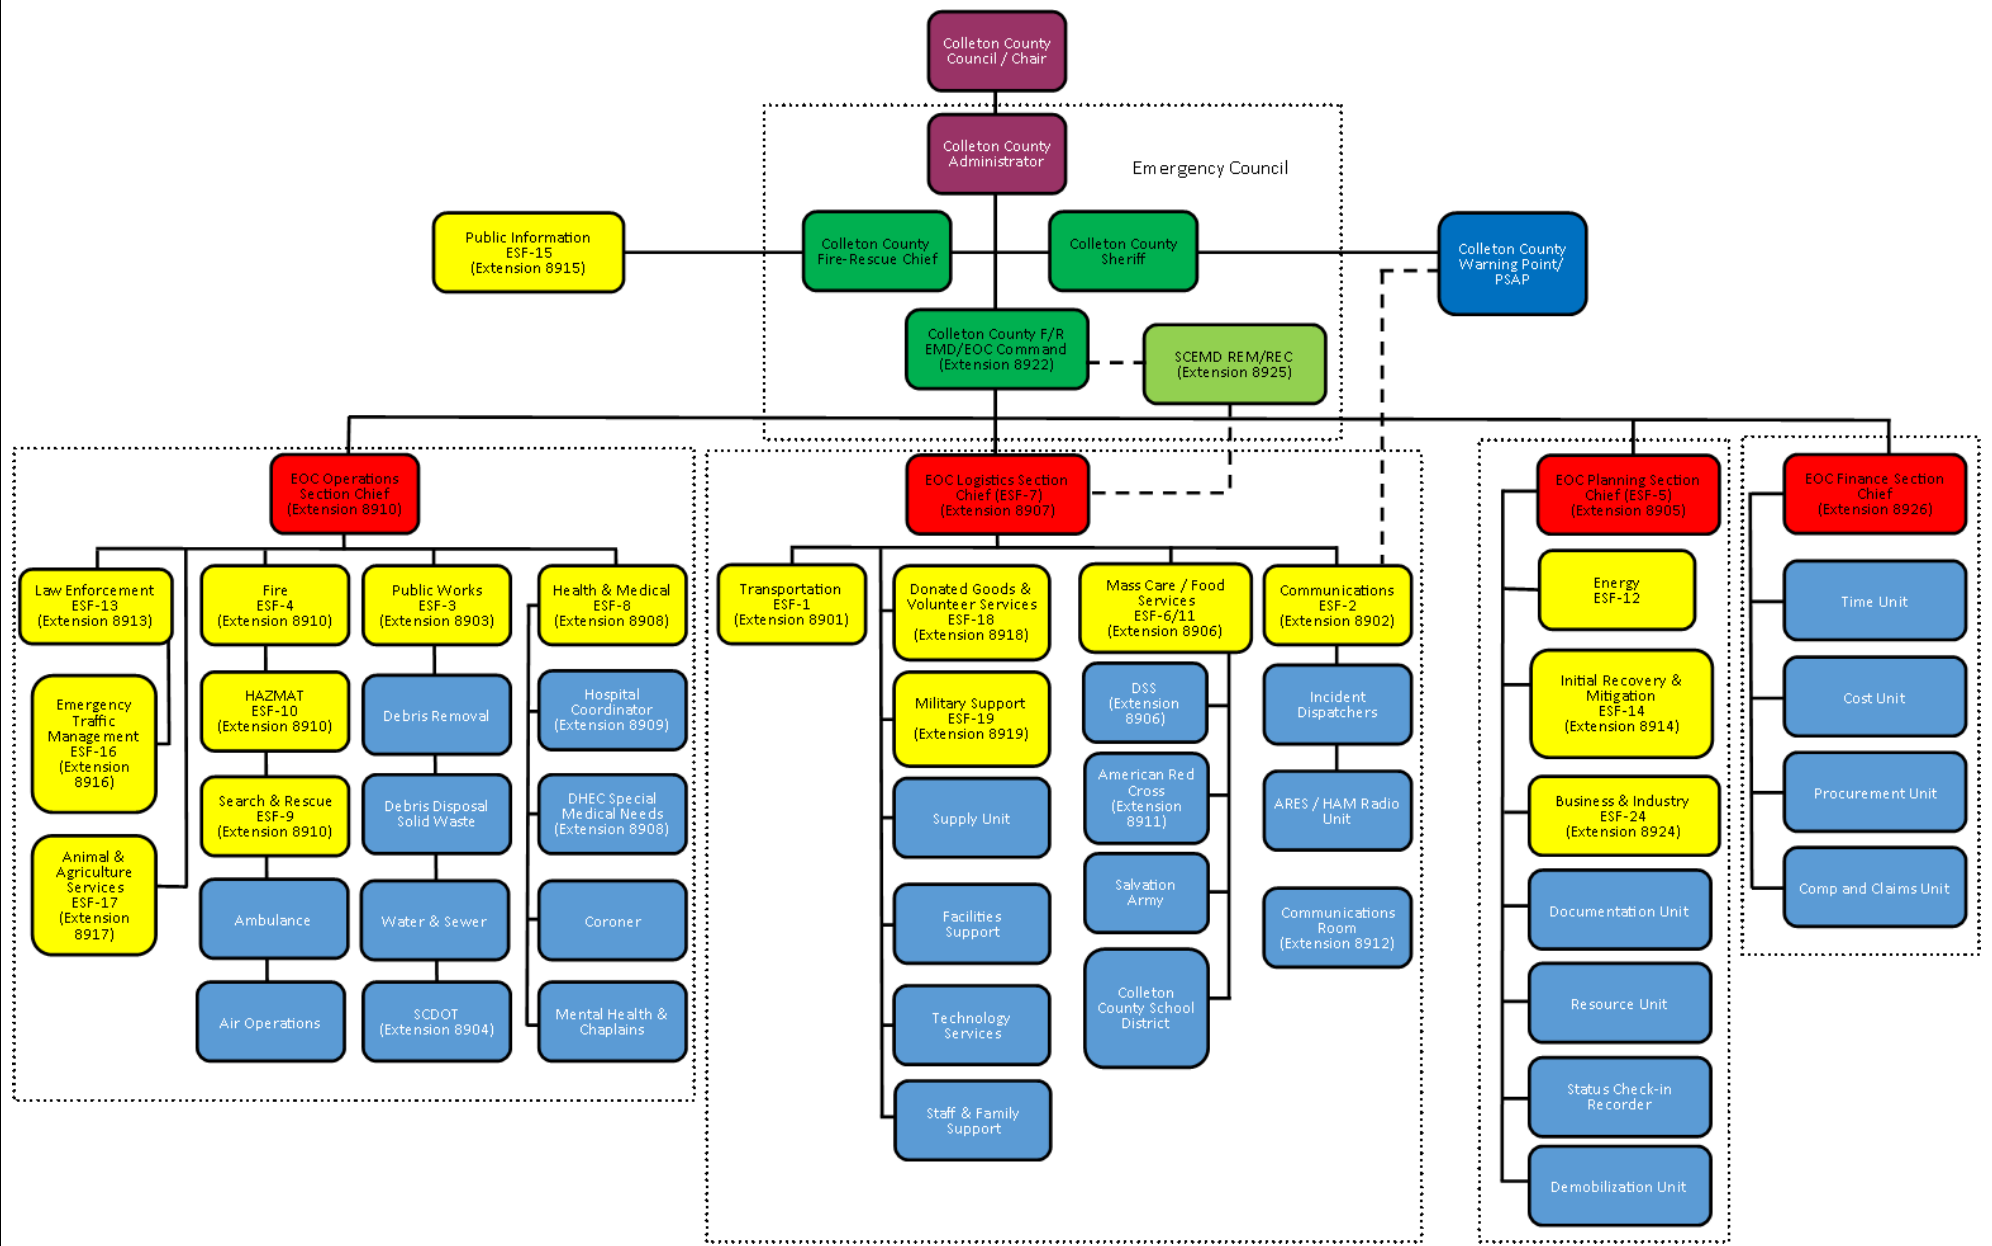 Colleton County
Council / Chair
Colleton County
Administrator
Emergency Council
Public Information
ESF-15
(Extension 8915)
Colleton County
Fire-Rescue Chief
Colleton County
Sheriff
Colleton County
Warning Point/
PSAP
Colleton County F/R
EMD/EOC Command
(Extension 8922)
SCEMD REM/REC
(Extension 8925)
EOC Operations
Section Chief
(Extension 8910)
EOC Logistics Section
Chief (ESF-7)
(Extension 8907)
EOC Planning Section
Chief (ESF-5)
(Extension 8905)
EOC Finance Section
Chief
(Extension 8926)
Law Enforcement
ESF-13
(Extension 8913)
Emergency
Traffic
Management
ESF-16
(Extension
8916)
Animal &
Agriculture
Services
ESF-17
(Extension
8917)
Fire
ESF-4
(Extension 8910)
HAZMAT
ESF-10
(Extension 8910)
Search & Rescue
ESF-9
(Extension 8910)
Ambulance
Air Operations
Public Works
ESF-3
(Extension 8903)
Debris Removal
Debris Disposal
Solid Waste
Water & Sewer
SCDOT
(Extension 8904)
Health & Medical
ESF-8
(Extension 8908)
Hospital
Coordinator
(Extension 8909)
DHEC Special
Medical Needs
(Extension 8908)
Coroner
Mental Health &
Chaplains
Transportation
ESF-1
(Extension 8901)
Donated Goods &
Volunteer Services
ESF-18
(Extension 8918)
Military Support
ESF-19
(Extension 8919)
Supply Unit
Facilities
Support
Technology
Services
Staff & Family
Support
Mass Care / Food
Services
ESF-6/11
(Extension 8906)
DSS
(Extension
8906)
American Red
Cross
(Extension
8911)
Salvation
Army
Colleton
County School
District
Communications
ESF-2
(Extension 8902)
Incident
Dispatchers
ARES / HAM Radio
Unit
Communications
Room
(Extension 8912)
Energy
ESF-12
Initial Recovery &
Mitigation
ESF-14
(Extension 8914)
Business & Industry
ESF-24
(Extension 8924)
Documentation Unit
Resource Unit
Status Check-in
Recorder
Demobilization Unit
Time Unit
Cost Unit
Procurement Unit
Comp and Claims Unit